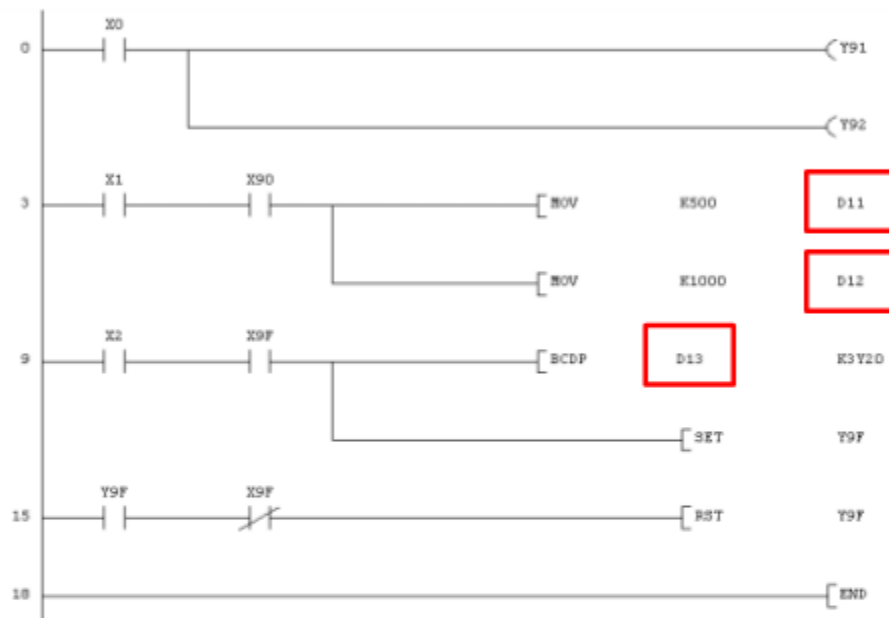 X0
0 Y91
Y92
X1 X90
3 MOV K500 D11
MOV K1000 D12
X2 X9F
9 BCDP D13 K3Y20
SET Y9F
Y9F X9F
15 RST Y9F
18 END